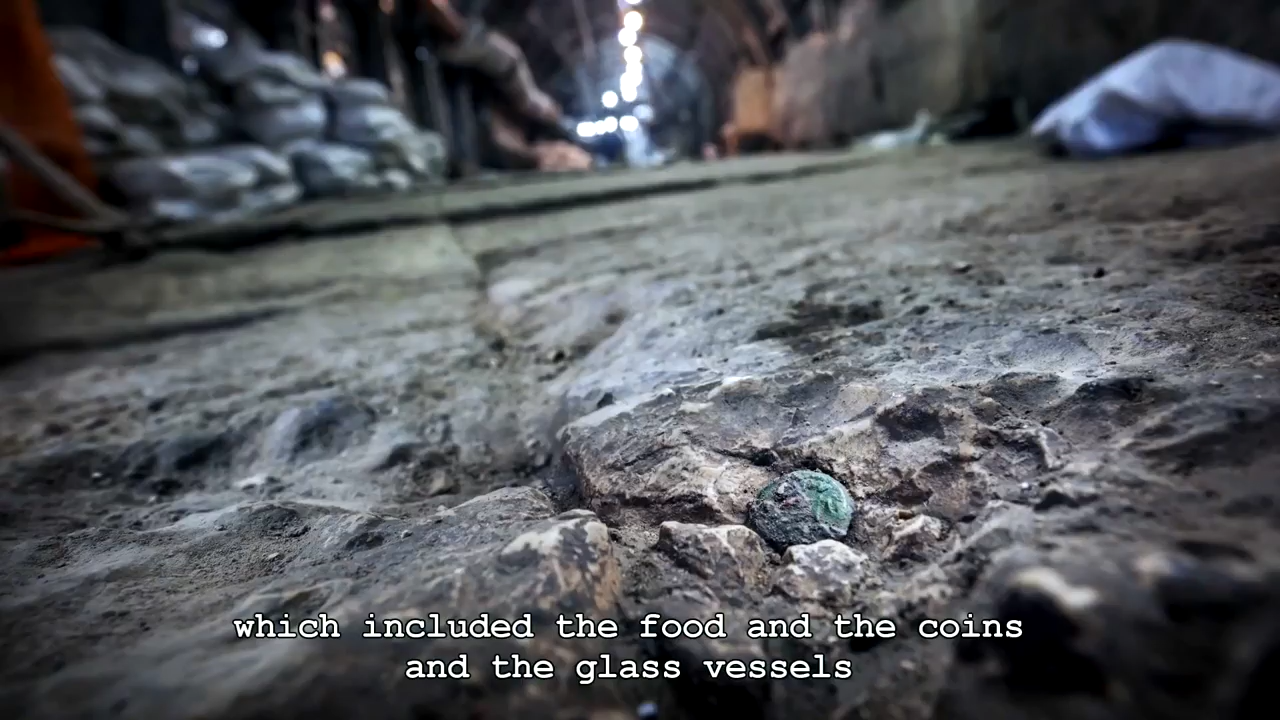 which included the food and the coins
and the glass vessels